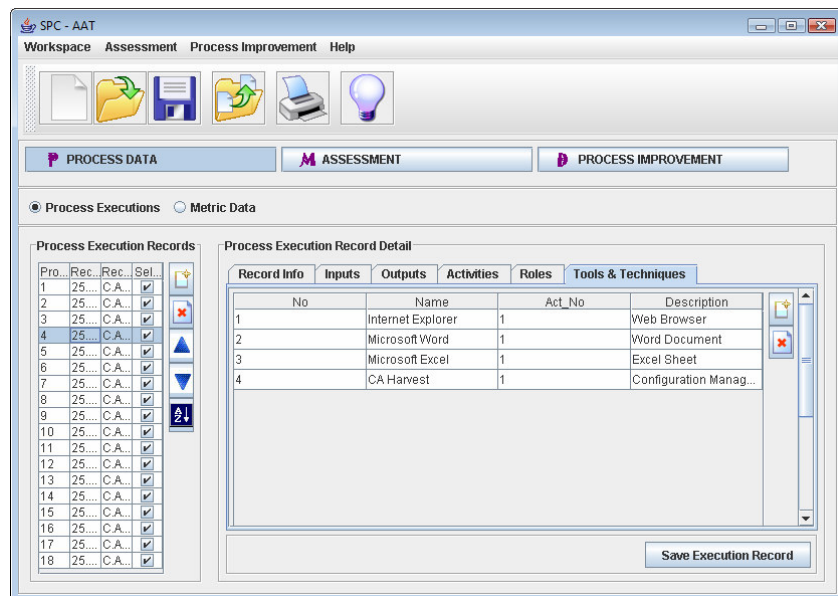 SPC - AAT
Workspace Assessment Process Improvement Help
P PROCESS DATA M ASSESSMENT PROCESS IMPROVEMENT
Process Executions Metric Data
Process Execution Records Process Execution Record Detail
Record Info Inputs Outputs Activities Roles Tools & Techniques
Pro... Rec... Rec... Sel...
1 25.... C.A...
2 25.... C.A...
3 25.... C.A...
4 25.... C.A...
5 25.... C.A...
6 25.... C.A...
7 25.... C.A...
8 25.... C.A...
9 25.... C.A...
10 25.... C.A...
11 25.... C.A...
12 25.... C.A...
13 25.... C.A...
14 25.... C.A...
15 25.... C.A...
16 25.... C.A...
17 25.... C.A...
18 25.... C.A...
A
Z
No Name Act_No Description
1 Internet Explorer 1 Web Browser
2 Microsoft Word 1 Word Document
3 Microsoft Excel 1 Excel Sheet
4 CA Harvest 1 Configuration Manag...
Save Execution Record